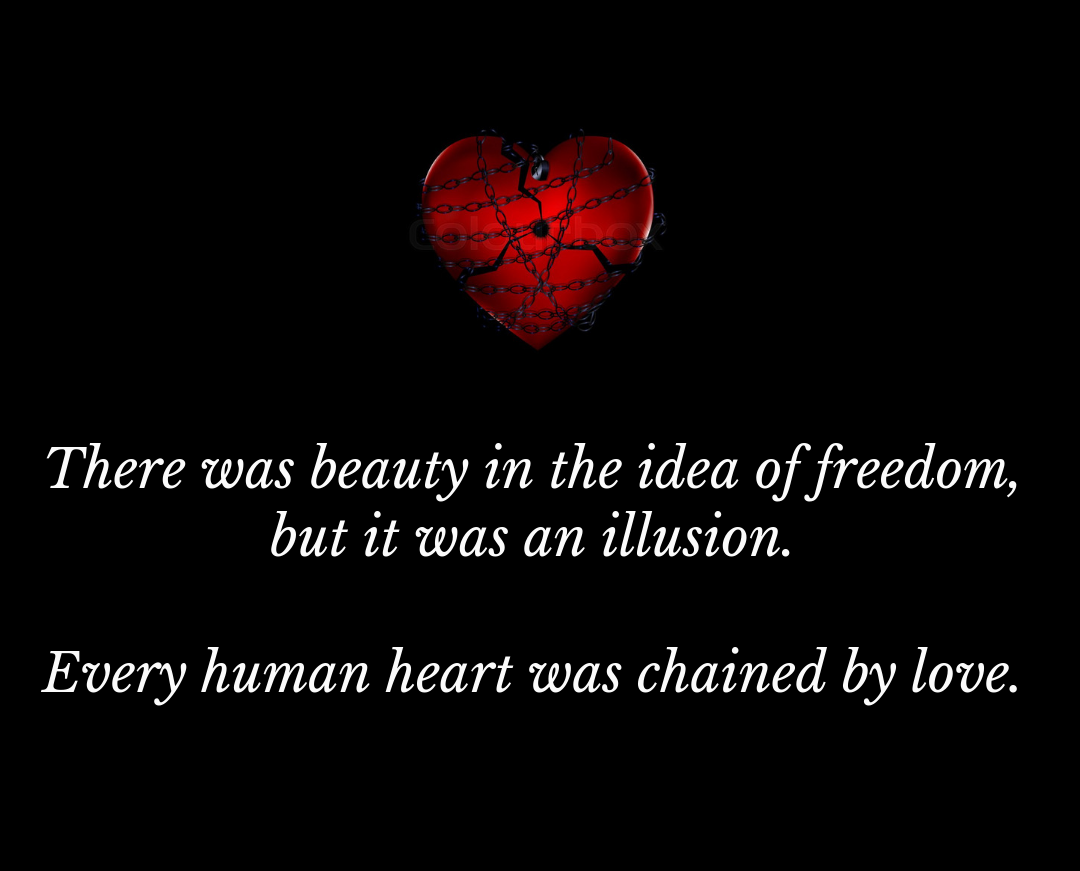 colourbox
There was beauty in the idea of freedom,
but it was an illusion.
Every human heart was chained by love.